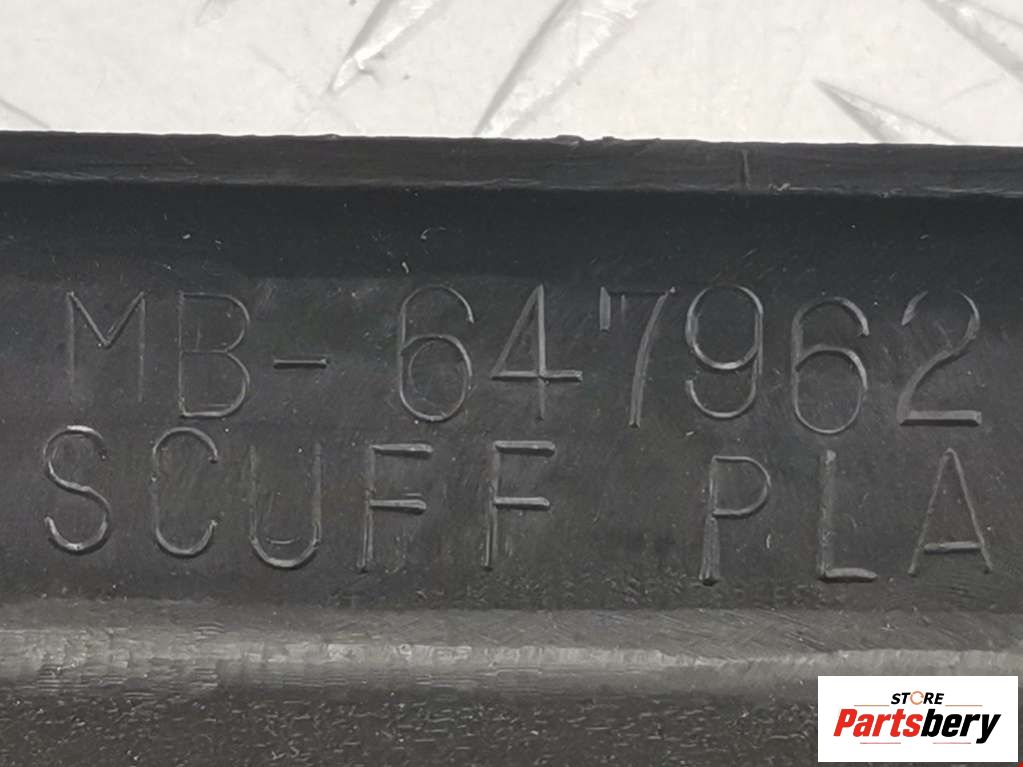 MB-647962
SCUFF PLA
STORE
Partsbery